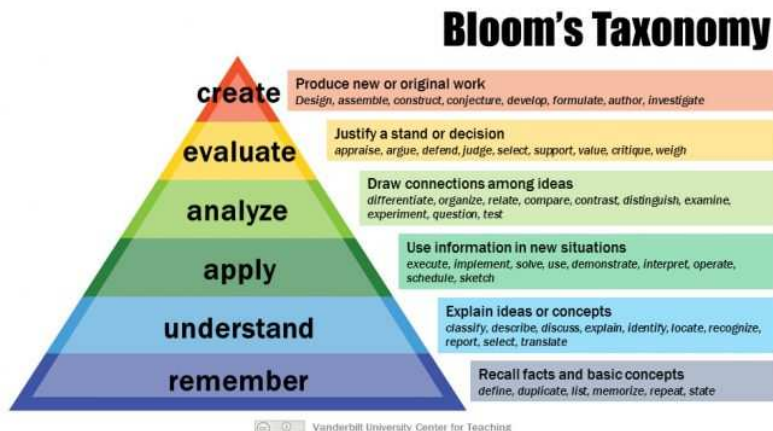 Bloom's Taxonomy
create
Produce new or original work
Design, assemble, construct, conjecture, develop, formulate, author, investigate
evaluate
Justify a stand or decision
appraise, argue, defend, judge, select, support, value, critique, weigh
analyze
Draw connections among ideas
differentiate, organize, relate, compare, contrast, distinguish, examine,
experiment, question, test
apply
Use information in new situations
execute, implement, solve, use, demonstrate, interpret, operate,
schedule, sketch
understand
Explain ideas or concepts
classify, describe, discuss, explain, identify, locate, recognize,
report, select, translate
remember
Recall facts and basic concepts
define, duplicate, list, memorize, repeat, state
Vanderbilt University Center for Teaching